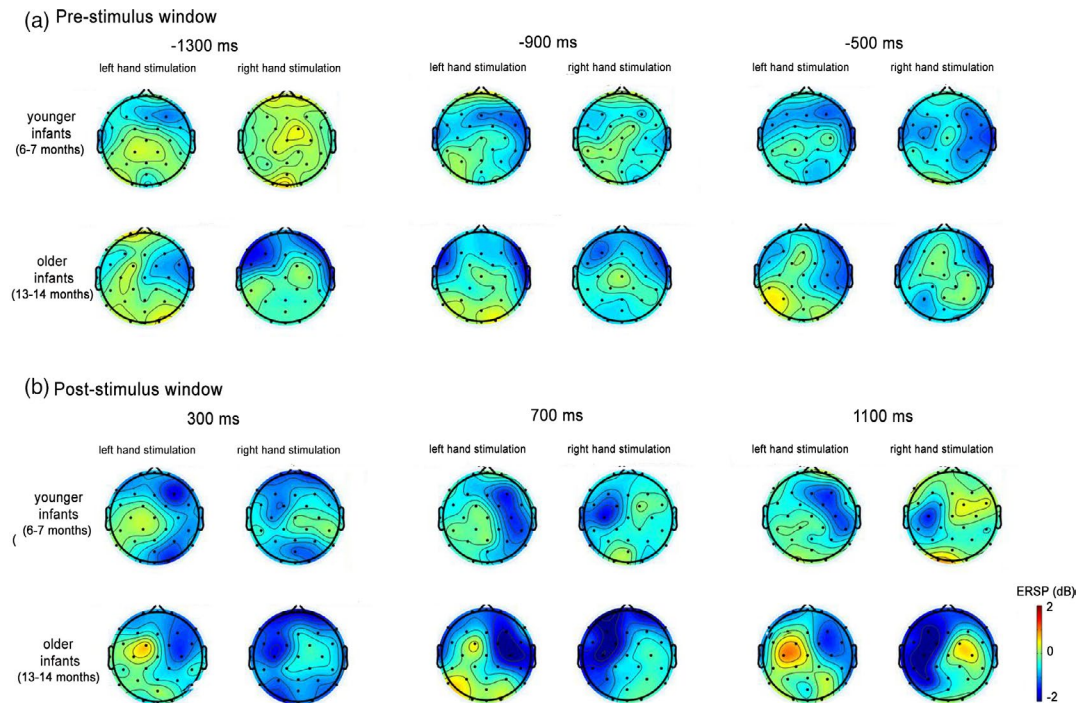 (a) Pre-stimulus window
-1300 ms -900 ms -500 ms
left hand stimulation right hand stimulation left hand stimulation right hand stimulation left hand stimulation right hand stimulation
younger
infants
(6-7 months)
older
infants
(13-14 months)
(b) Post-stimulus window
300 ms 700 ms 1100 ms
left hand stimulation right hand stimulation left hand stimulation right hand stimulation left hand stimulation right hand stimulation
younger
infants
(6-7 months)
(
older
infants
(13-14 months)
ERSP (dB)
2
0
-2